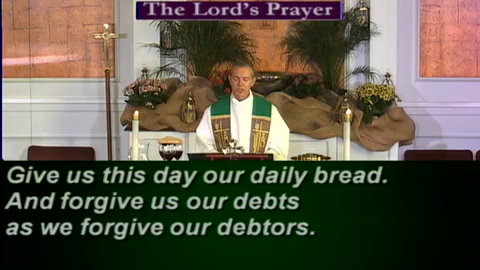 The Lord's Prayer
Give us this day our daily bread.
And forgive us our debts
as we forgive our debtors.